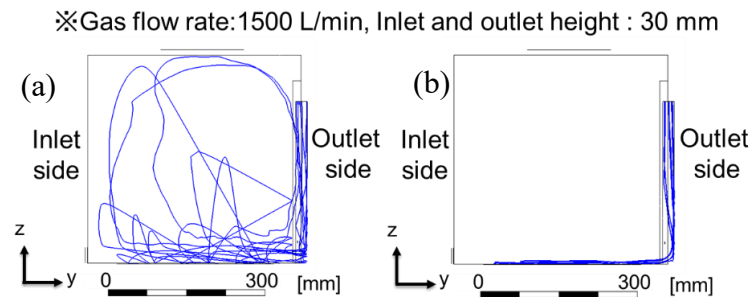 ※Gas flow rate:1500 L/min, Inlet and outlet height : 30 mm
(a)
Inlet
side
Outlet
side
z
y
0
300
[mm]
(b)
Inlet
side
Outlet
side
z
y
0
300
[mm]